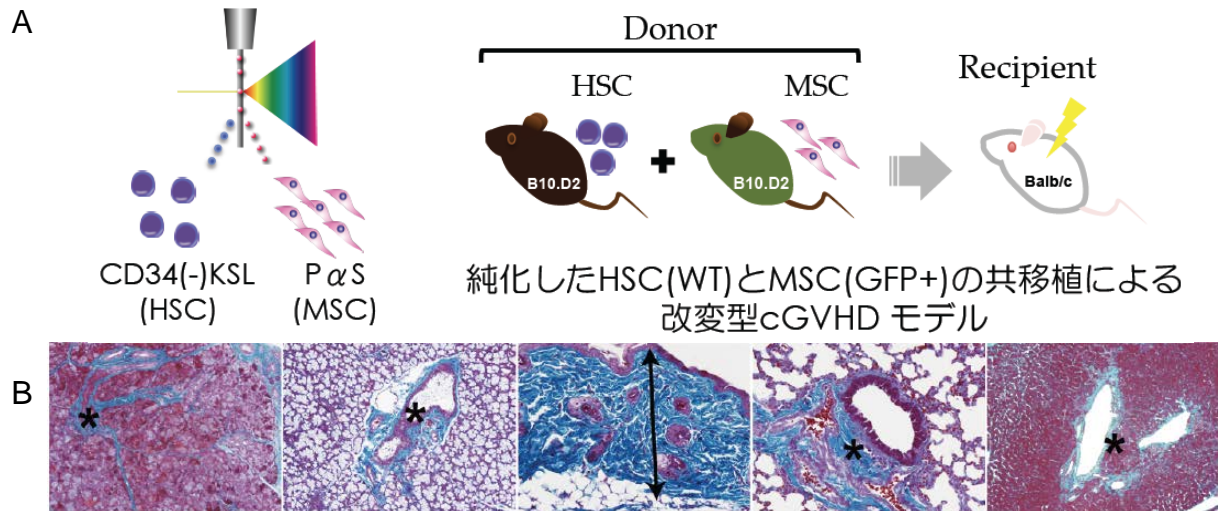 A
Donor
HSC
MSC
Recipient
B10.D2
B10.D2
Balb/c
CD34(-)KSL
(HSC)
PαS
(MSC)
純化したHSC(WT)とMSC(GFP+)の共移植による
改変型cGVHD モデル
B
*
*
*
*